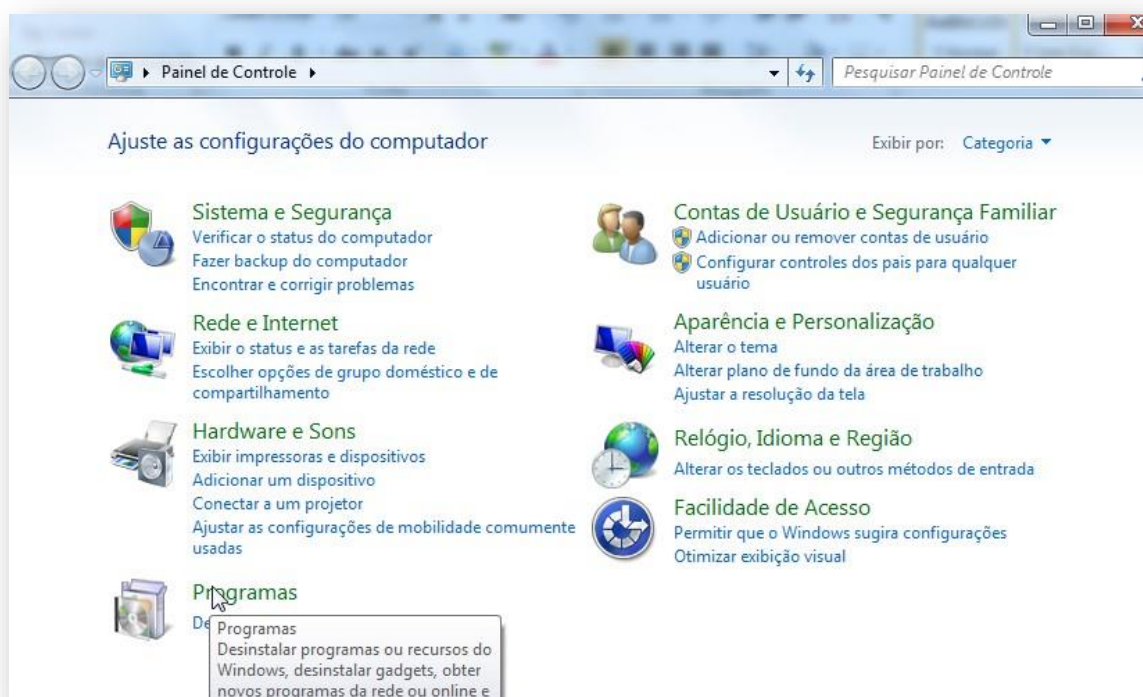 Painel de Controle
Pesquisar Painel de Controle
Ajuste as configurações do computador
Exibir por: Categoria
Sistema e Segurança
Verificar o status do computador
Fazer backup do computador
Encontrar e corrigir problemas
Rede e Internet
Exibir o status e as tarefas da rede
Escolher opções de grupo doméstico e de
compartilhamento
Hardware e Sons
Exibir impressoras e dispositivos
Adicionar um dispositivo
Conectar a um projetor
Ajustar as configurações de mobilidade comumente
usadas
Programas
Programas
Desinstalar programas ou recursos do
Windows, desinstalar gadgets, obter
novos programas da rede ou online e
Contas de Usuário e Segurança Familiar
Adicionar ou remover contas de usuário
Configurar controles dos pais para qualquer
usuário
Aparência e Personalização
Alterar o tema
Alterar plano de fundo da área de trabalho
Ajustar a resolução da tela
Relógio, Idioma e Região
Alterar os teclados ou outros métodos de entrada
Facilidade de Acesso
Permitir que o Windows sugira configurações
Otimizar exibição visual